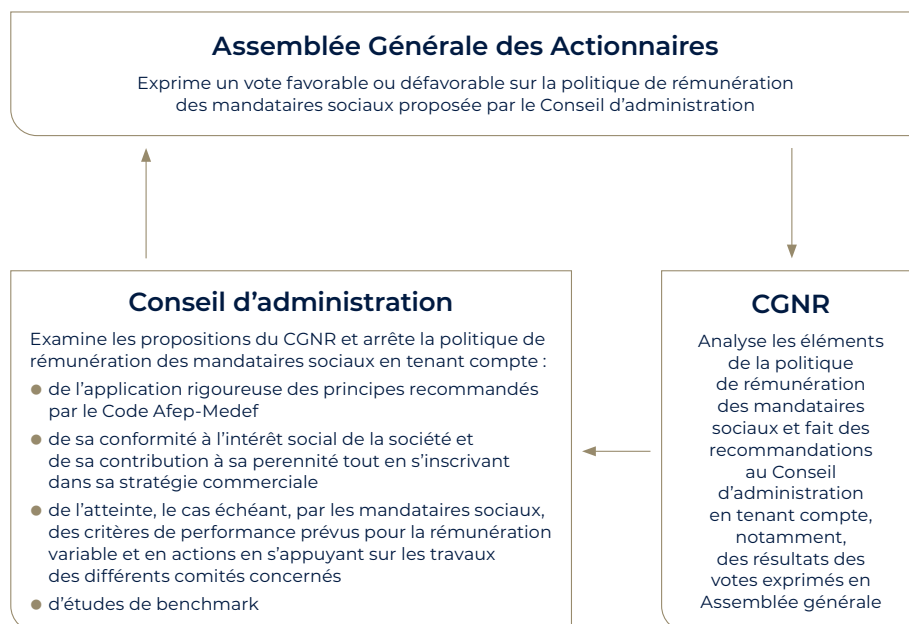 Assemblée Générale des Actionnaires
Exprime un vote favorable ou défavorable sur la politique de rémunération
des mandataires sociaux proposée par le Conseil d'administration
Conseil d'administration
Examine les propositions du CGNR et arrête la politique de
rémunération des mandataires sociaux en tenant compte :
● de l'application rigoureuse des principes recommandés
par le Code Afep-Medef
● de sa conformité à l'intérêt social de la société et
de sa contribution à sa perennité tout en s'inscrivant
dans sa stratégie commerciale
● de l'atteinte, le cas échéant, par les mandataires sociaux,
des critères de performance prévus pour la rémunération
variable et en actions en s'appuyant sur les travaux
des différents comités concernés
● d'études de benchmark
CGNR
Analyse les éléments
de la politique
de rémunération
des mandataires
sociaux et fait des
recommandations
au Conseil
d'administration
en tenant compte,
notamment,
des résultats des
votes exprimés en
Assemblée générale